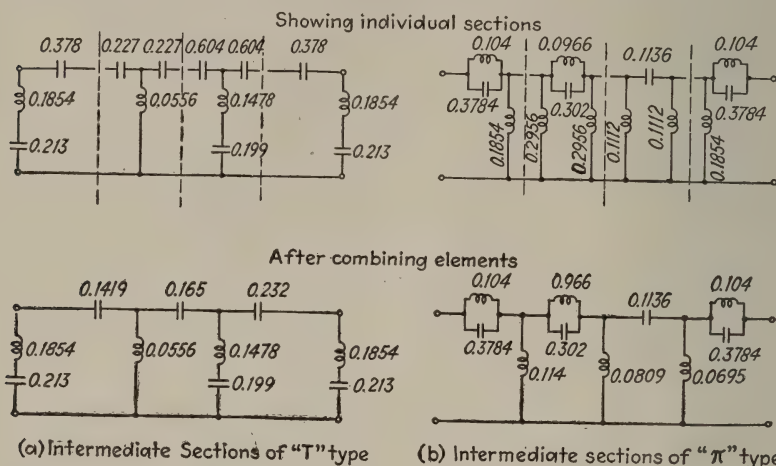 Showing individual sections
0.378 0.227 0.227 0.604 0.604 0.378
0.1854 0.0556 0.1478 0.1854
0.213 0.199 0.213
0.104 0.0966 0.1136 0.104
0.3784 0.302 0.3784
0.1854 0.2956 0.2956 0.1112 0.1112 0.1854
After combining elements
0.1419 0.165 0.232
0.1854 0.0556 0.1478 0.1854
0.213 0.199 0.213
0.104 0.966 0.1136 0.104
0.3784 0.302 0.3784
0.114 0.0809 0.0695
(a) Intermediate Sections of "T" type
(b) Intermediate sections of "π" type